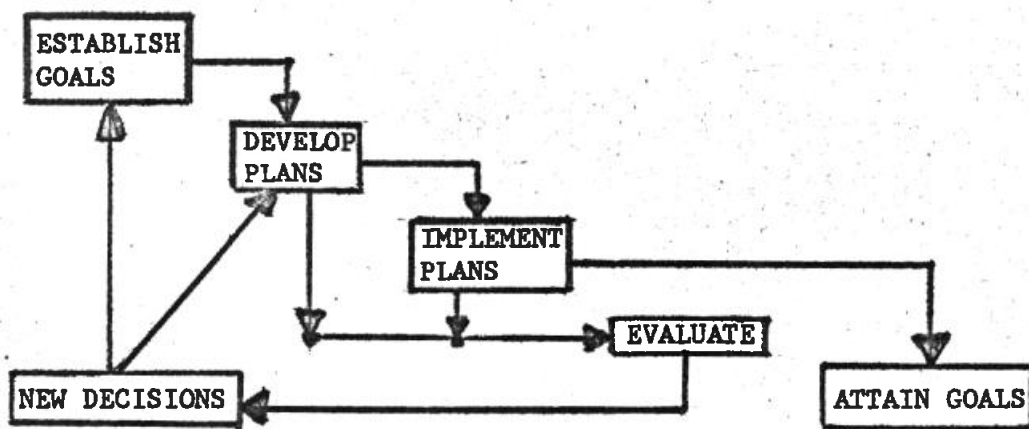 ESTABLISH
GOALS
DEVELOP
PLANS
IMPLEMENT
PLANS
EVALUATE
NEW DECISIONS
ATTAIN GOALS